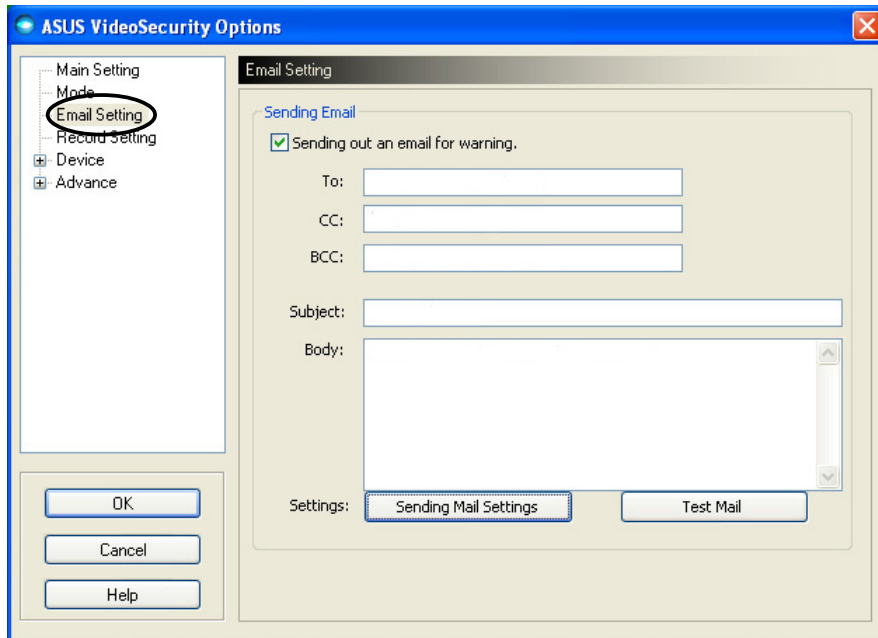 ASUS VideoSecurity Options
Main Setting
Mode
Email Setting
Record Setting
Device
Advance
OK
Cancel
Help
Email Setting
Sending Email
Sending out an email for warning.
To:
CC:
BCC:
Subject:
Body:
Settings: Sending Mail Settings Test Mail